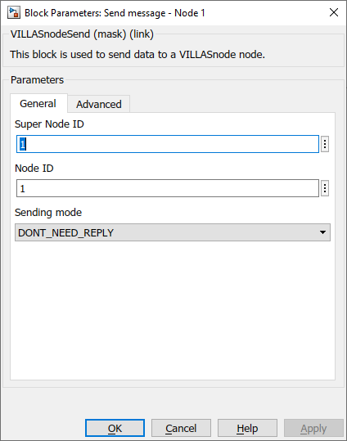 Block Parameters: Send message - Node 1
VILLASnodeSend (mask) (link)
This block is used to send data to a VILLASnode node.
Parameters
General Advanced
Super Node ID
1
Node ID
1
Sending mode
DONT_NEED_REPLY
OK Cancel Help Apply